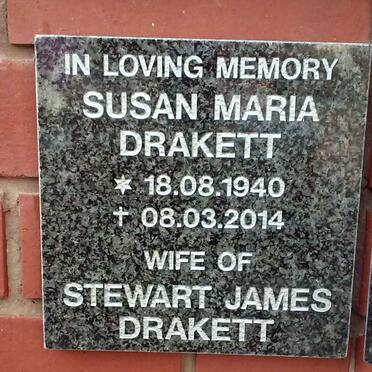 IN LOVING MEMORY
SUSAN MARIA
DRAKETT
✡ 18.08.1940
✝ 08.03.2014
WIFE OF
STEWART JAMES
DRAKETT